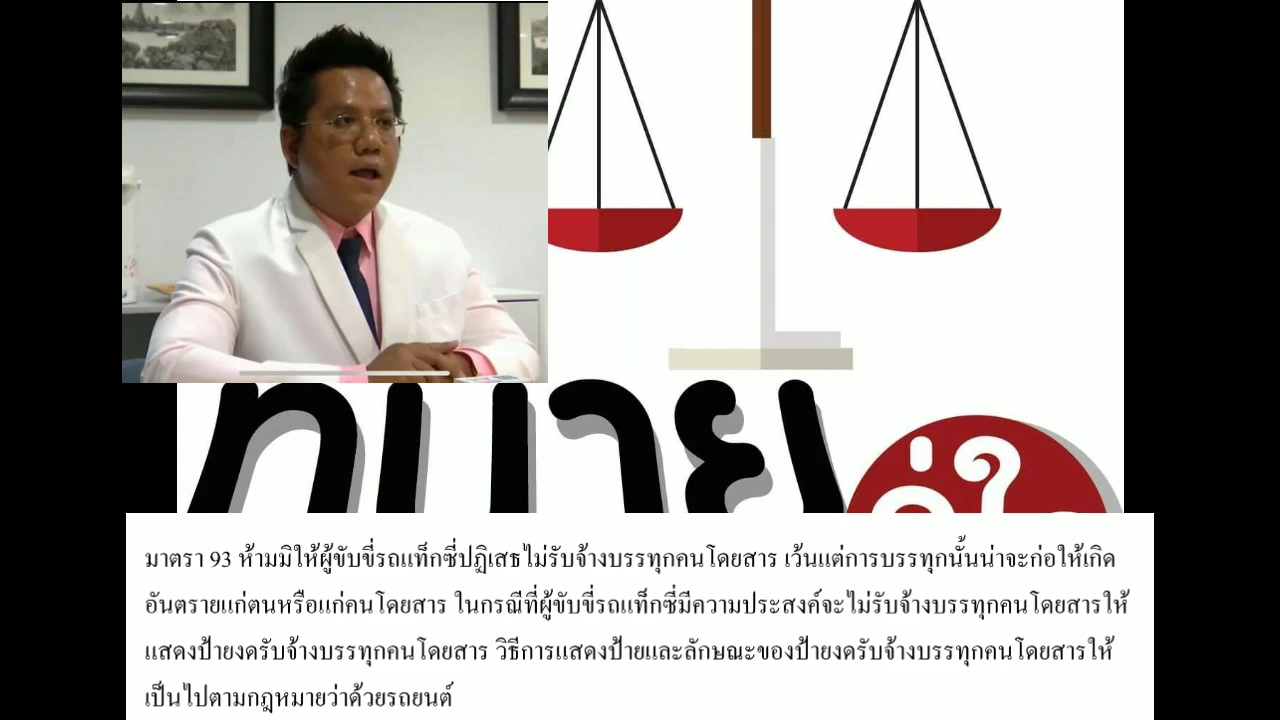 ทนาย
คู่ใจ
มาตรา 93 ห้ามมิให้ผู้ขับขี่รถแท็กซี่ปฏิเสธไม่รับจ้างบรรทุกคนโดยสาร เว้นแต่การบรรทุกนั้นน่าจะก่อให้เกิด
อันตรายแก่ตนหรือแก่คนโดยสาร ในกรณีที่ผู้ขับขี่รถแท็กซี่มีความประสงค์จะไม่รับจ้างบรรทุกคนโดยสารให้
แสดงป้ายงดรับจ้างบรรทุกคนโดยสาร วิธีการแสดงป้ายและลักษณะของป้ายงดรับจ้างบรรทุกคนโดยสารให้
เป็นไปตามกฎหมายว่าด้วยรถยนต์